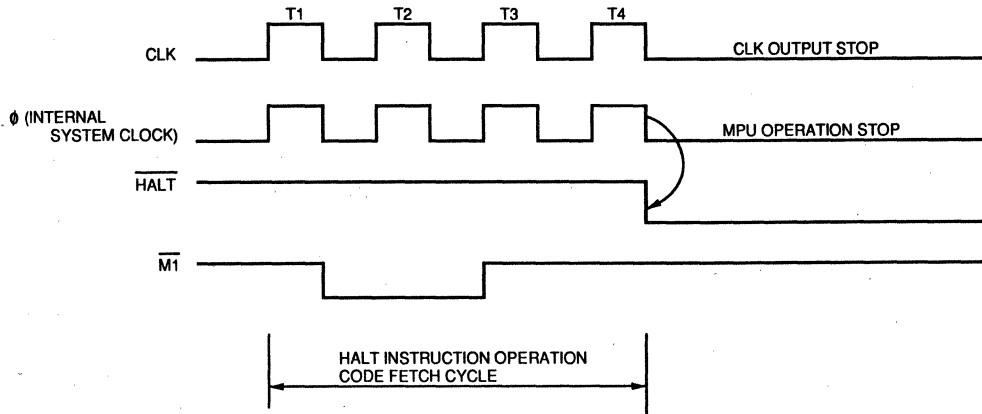 T1 T2 T3 T4
CLK
CLK OUTPUT STOP
ϕ (INTERNAL
SYSTEM CLOCK)
MPU OPERATION STOP
HALT
M1
HALT INSTRUCTION OPERATION
CODE FETCH CYCLE